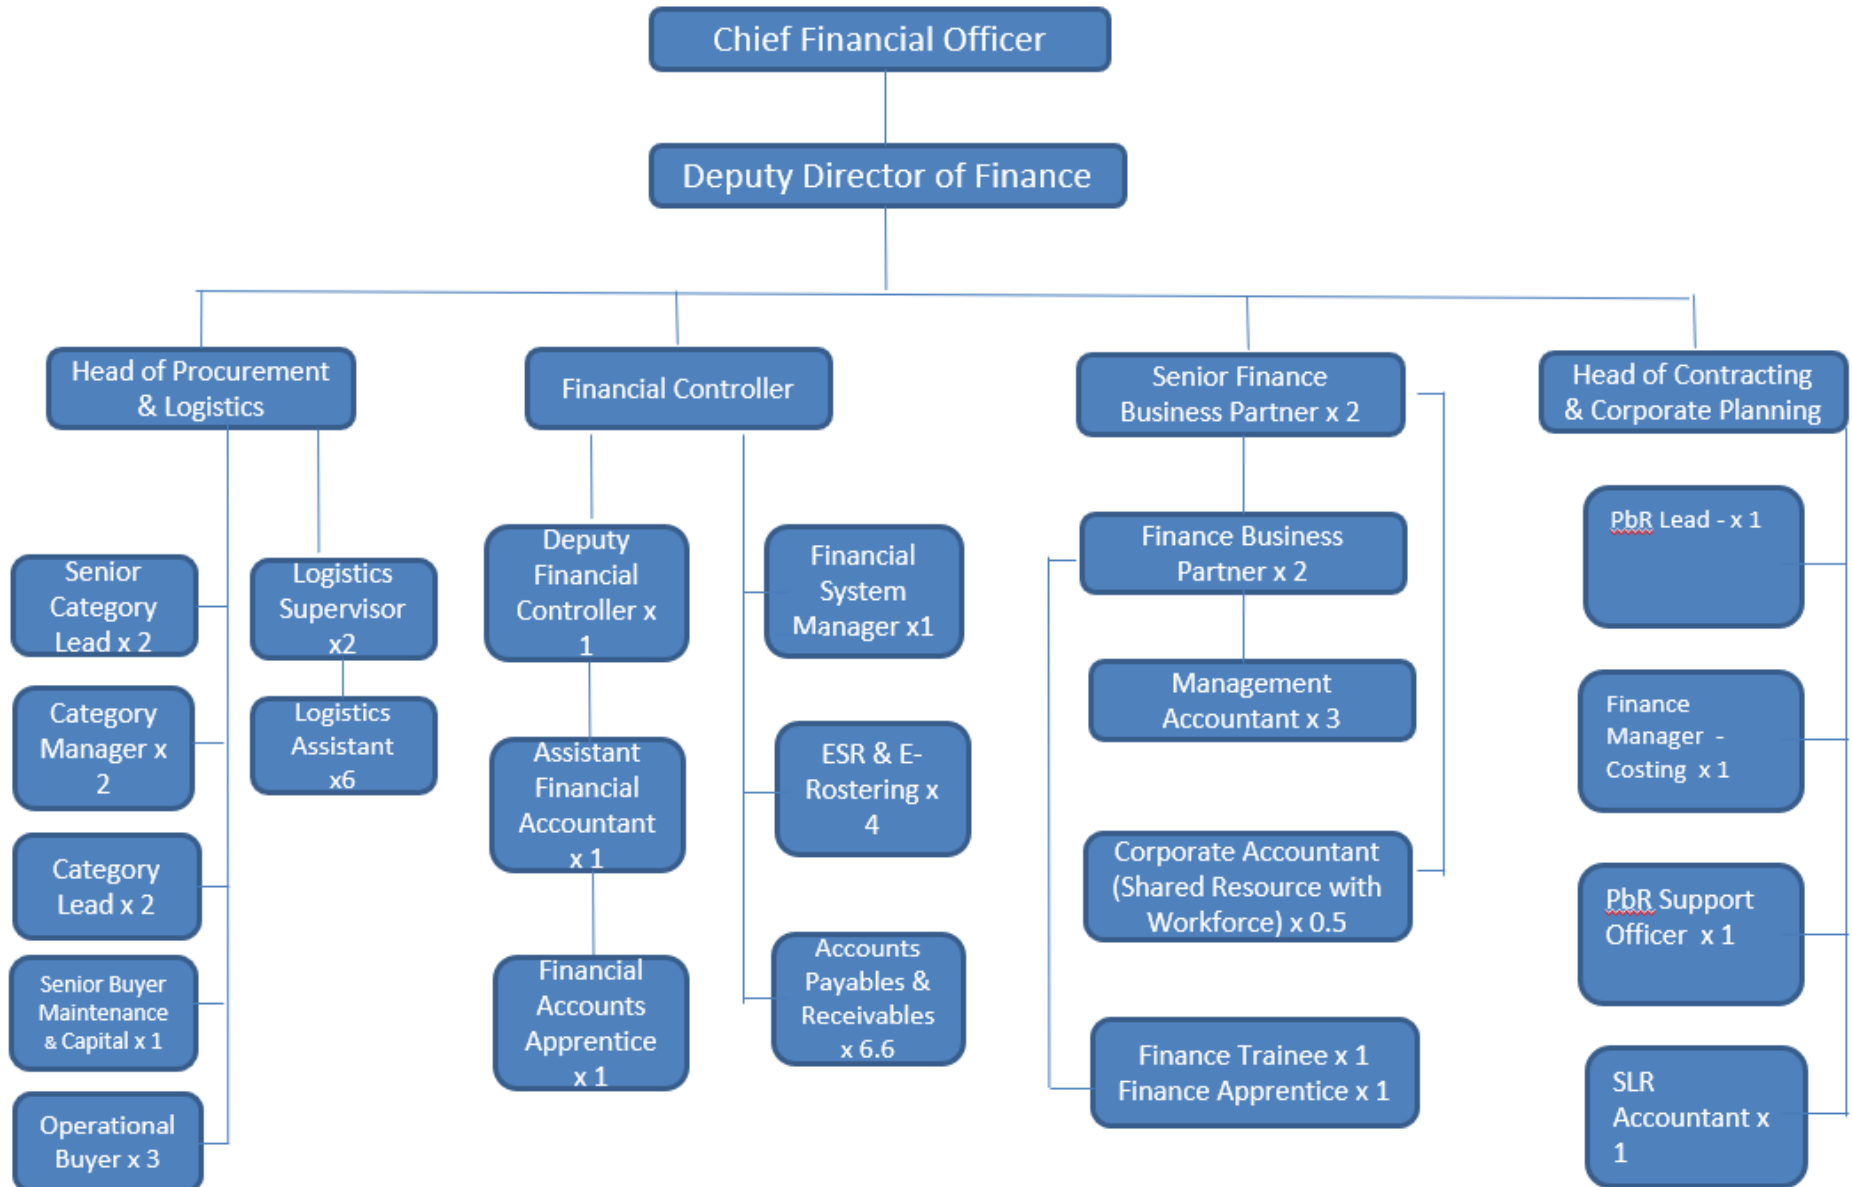 Chief Financial Officer
Deputy Director of Finance
Head of Procurement
& Logistics
Financial Controller
Senior Finance
Business Partner x 2
Head of Contracting
& Corporate Planning
Senior
Category
Lead x 2
Category
Manager x
2
Category
Lead x 2
Senior Buyer
Maintenance
& Capital x 1
Operational
Buyer x 3
Logistics
Supervisor
x2
Logistics
Assistant
x6
Deputy
Financial
Controller x
1
Assistant
Financial
Accountant
x 1
Financial
Accounts
Apprentice
x 1
Financial
System
Manager x1
ESR & E-
Rostering x
4
Accounts
Payables &
Receivables
x 6.6
Finance Business
Partner x 2
Management
Accountant x 3
Corporate Accountant
(Shared Resource with
Workforce) x 0.5
Finance Trainee x 1
Finance Apprentice x 1
PbR Lead - x 1
Finance
Manager -
Costing x 1
PbR Support
Officer x 1
SLR
Accountant x
1